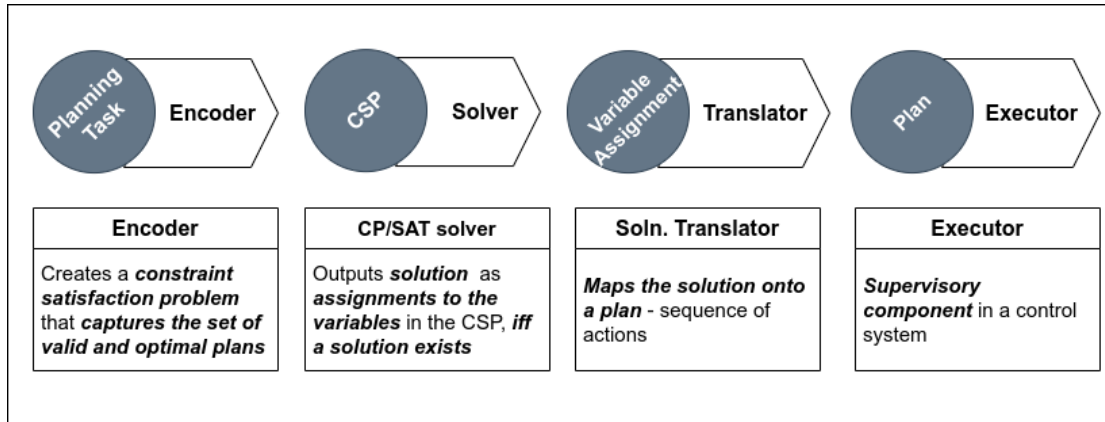 Planning
Task
Encoder
CSP
Solver
Variable
Assignment
Translator
Plan
Executor
Encoder
Creates a constraint
satisfaction problem
that captures the set of
valid and optimal plans
CP/SAT solver
Outputs solution as
assignments to the
variables in the CSP, iff
a solution exists
Soln. Translator
Maps the solution onto
a plan - sequence of
actions
Executor
Supervisory
component in a control
system